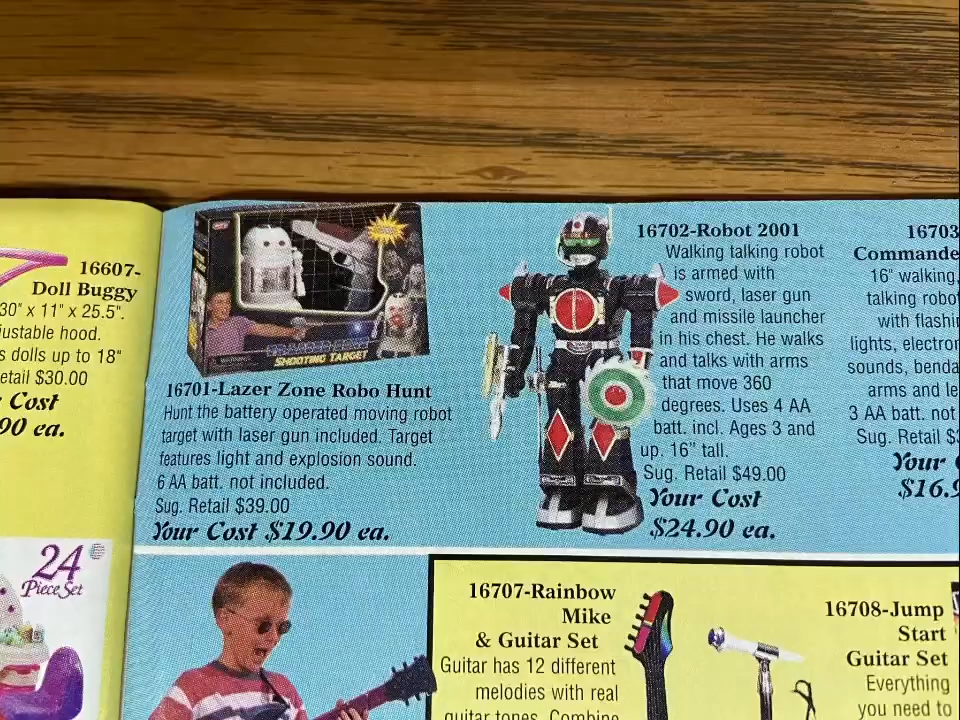 16607-
Doll Buggy
30" x 11" x 25.5".
justable hood.
s dolls up to 18"
etail $30.00
Cost
90 ea.
24
Piece Set
SHOOTING TARGET
16701-Lazer Zone Robo Hunt
Hunt the battery operated moving robot
target with laser gun included. Target
features light and explosion sound.
6 AA batt. not included.
Sug. Retail $39.00
Your Cost $19.90 ea.
16702-Robot 2001
Walking talking robot
is armed with
sword, laser gun
and missile launcher
in his chest. He walks
and talks with arms
that move 360
degrees. Uses 4 AA
batt. incl. Ages 3 and
up. 16" tall.
Sug. Retail $49.00
Your Cost
$24.90 ea.
16703
Commande
16" walking,
talking robo
with flashi
lights, electror
sounds, benda
arms and le
3 AA batt. not
Sug. Retail $
Your
$16.9
16707-Rainbow
Mike
& Guitar Set
Guitar has 12 different
melodies with real
guitar tones. Combine
16708-Jump
Start
Guitar Set
Everything
you need to